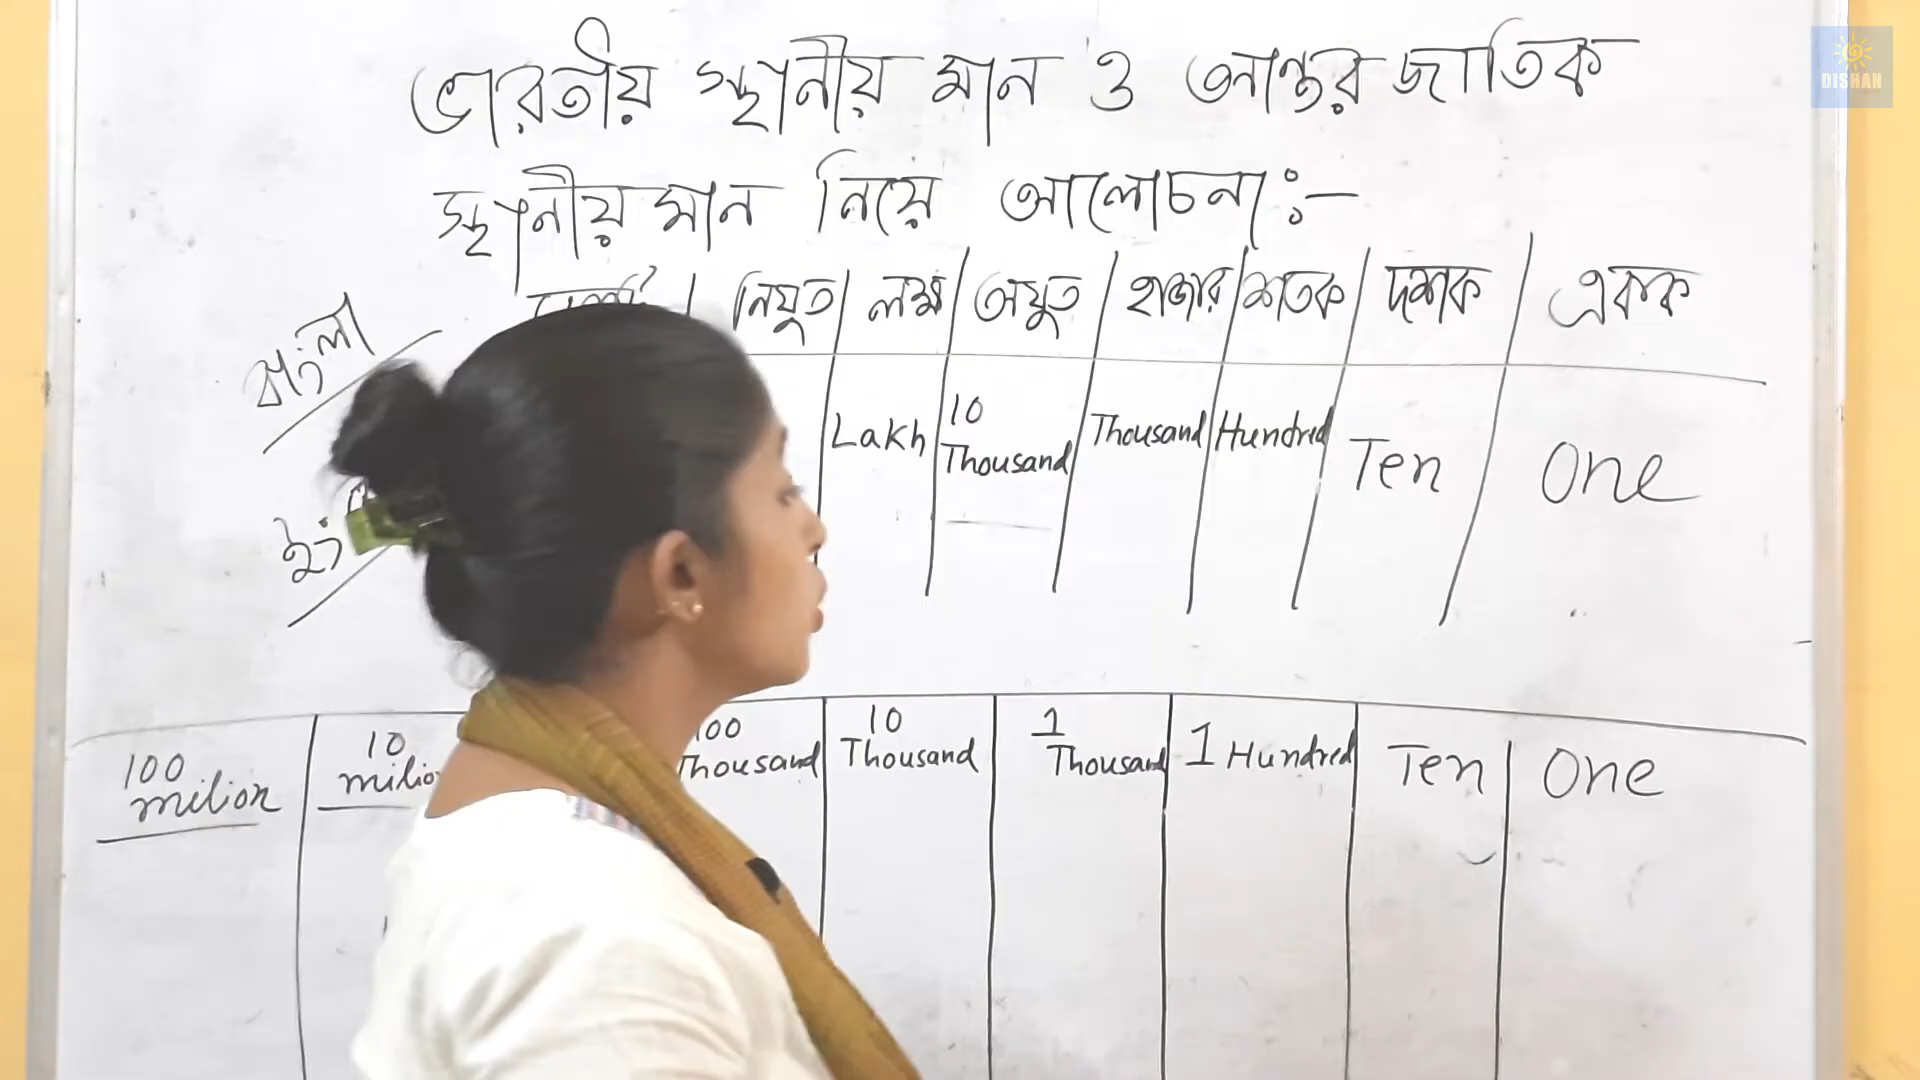 ভারতীয় স্থানীয় মান ও আন্তর জাতিক
স্থানীয় মান নিয়ে আলোচনা:-
বাংলা
নিযুত লক্ষ অযুত হাজার শতক দশক একক
Lakh 10 Thousand Thousand Hundred Ten One
100 milion 10 100 Thousand 10 Thousand 1 Thousand 1 Hundred Ten One
DISHAN